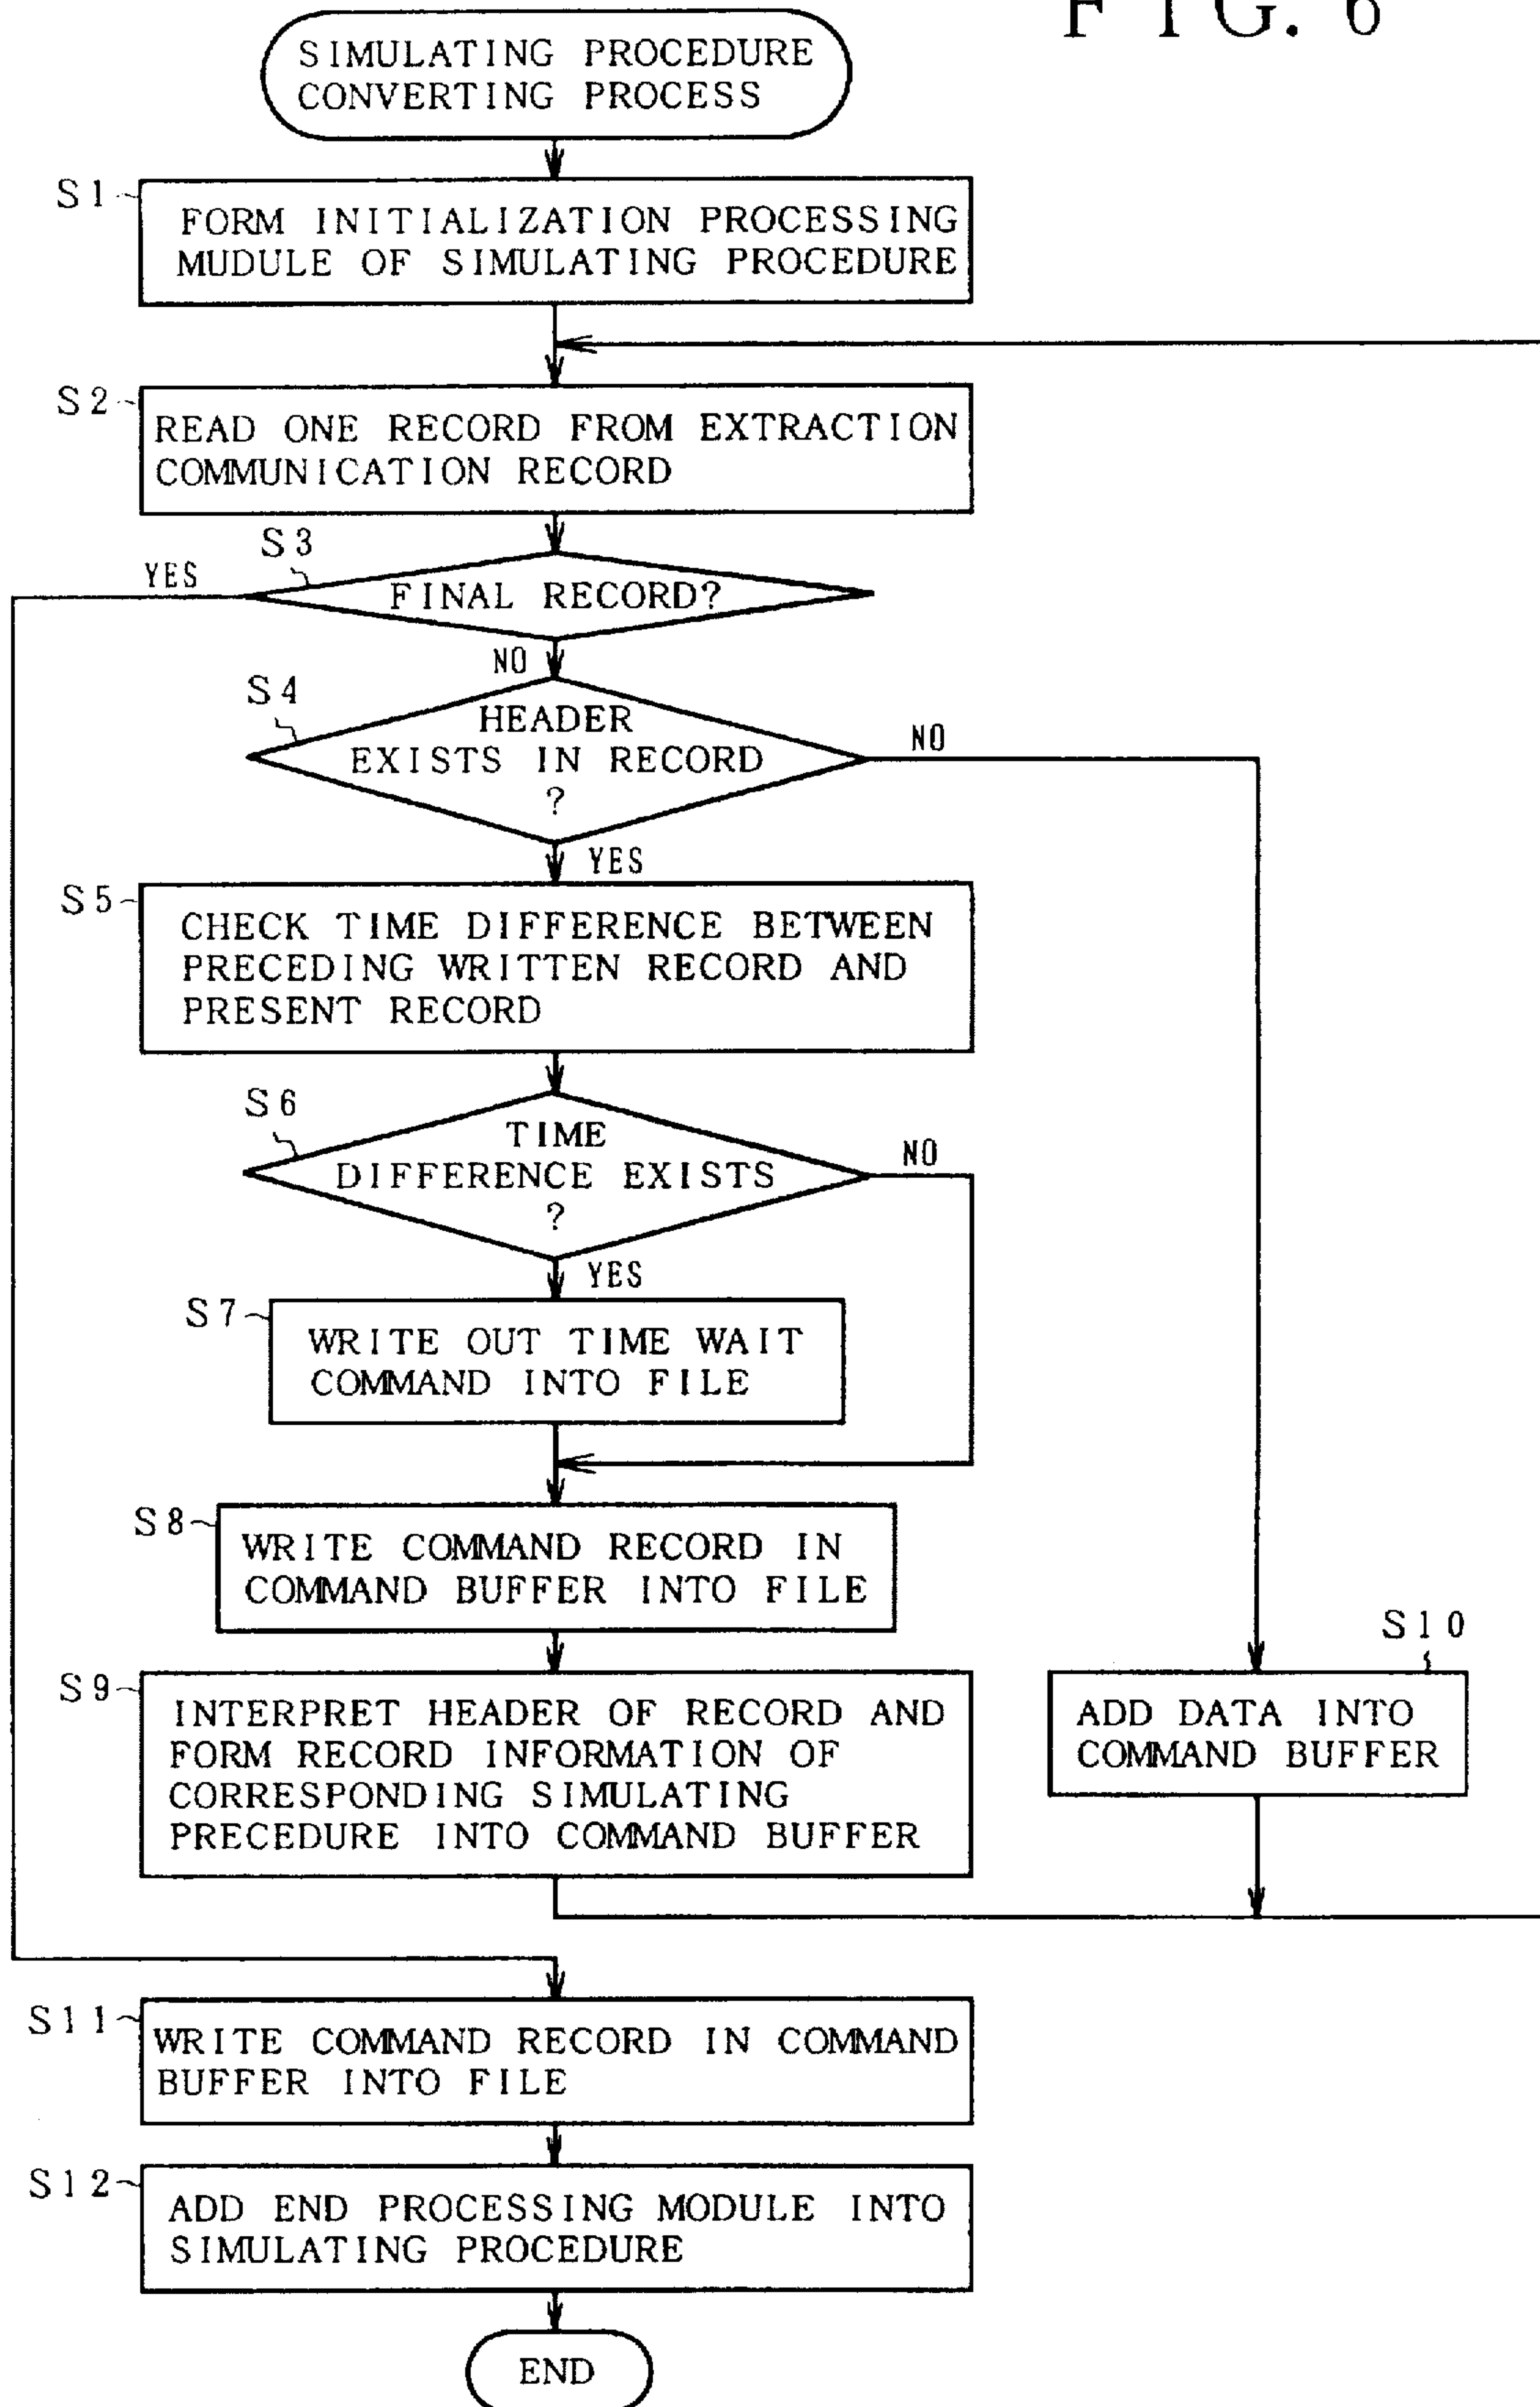 FIG. 6
SIMULATING PROCEDURE
CONVERTING PROCESS
S1
FORM INITIALIZATION PROCESSING
MUDULE OF SIMULATING PROCEDURE
S2
READ ONE RECORD FROM EXTRACTION
COMMUNICATION RECORD
S3
YES
FINAL RECORD?
NO
S4
HEADER
EXISTS IN RECORD
?
NO
YES
S5
CHECK TIME DIFFERENCE BETWEEN
PRECEDING WRITTEN RECORD AND
PRESENT RECORD
S6
TIME
DIFFERENCE EXISTS
?
NO
YES
S7
WRITE OUT TIME WAIT
COMMAND INTO FILE
S8
WRITE COMMAND RECORD IN
COMMAND BUFFER INTO FILE
S9
INTERPRET HEADER OF RECORD AND
FORM RECORD INFORMATION OF
CORRESPONDING SIMULATING
PRECEDURE INTO COMMAND BUFFER
S10
ADD DATA INTO
COMMAND BUFFER
S11
WRITE COMMAND RECORD IN COMMAND
BUFFER INTO FILE
S12
ADD END PROCESSING MODULE INTO
SIMULATING PROCEDURE
END